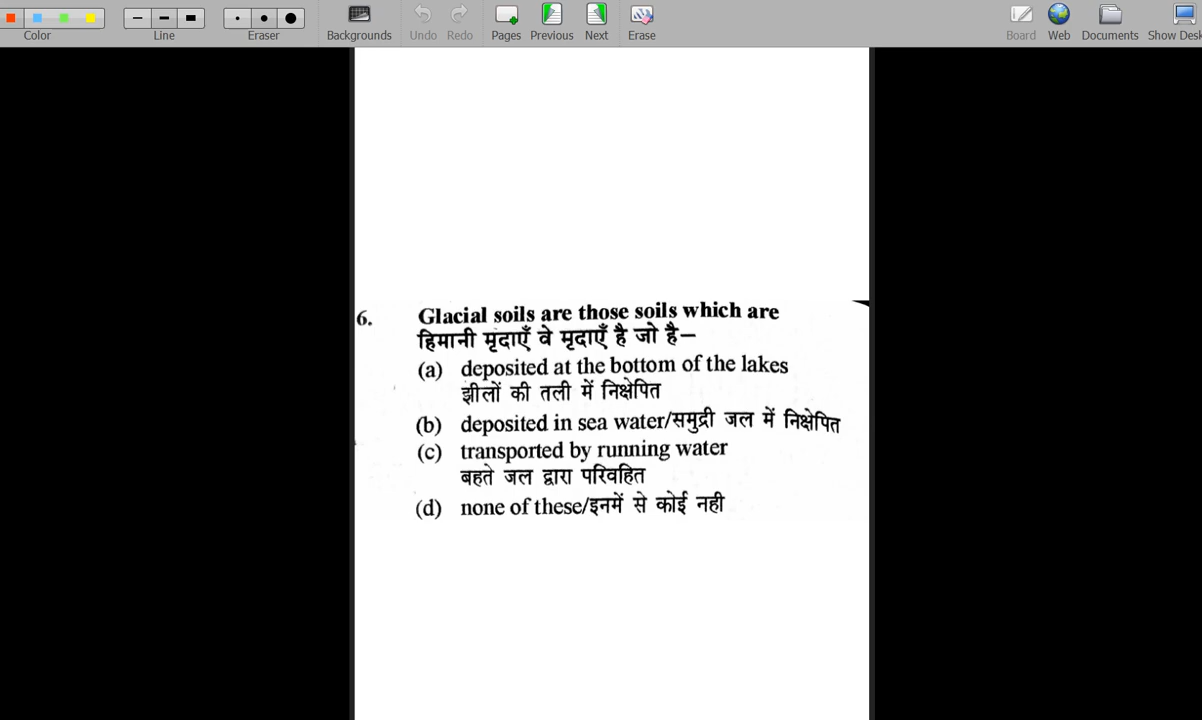 Color
Line
Eraser
Backgrounds
Undo
Redo
Pages
Previous
Next
Erase
Board
Web
Documents
Show Desk
6. Glacial soils are those soils which are
हिमानी मृदाएँ वे मृदाएँ है जो है–
(a) deposited at the bottom of the lakes
झीलों की तली में निक्षेपित
(b) deposited in sea water/समुद्री जल में निक्षेपित
(c) transported by running water
बहते जल द्वारा परिवहित
(d) none of these/इनमें से कोई नही